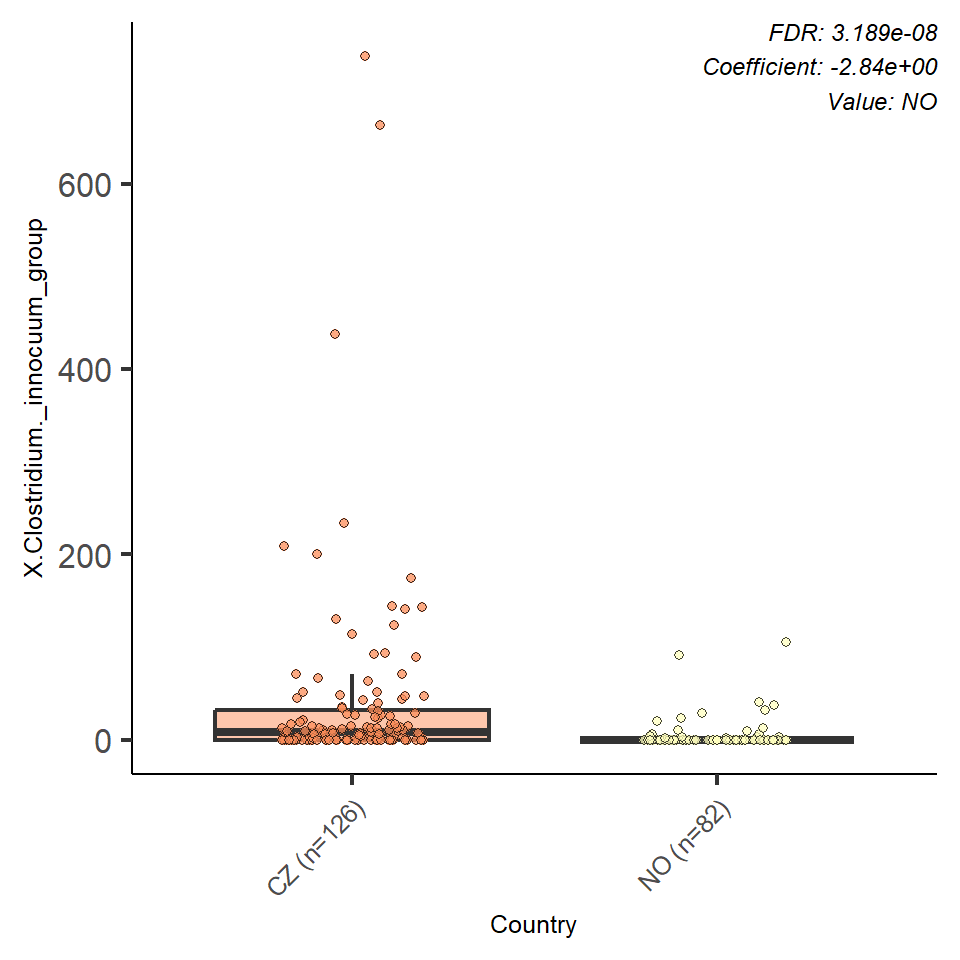 FDR: 3.189e-08
Coefficient: -2.84e+00
Value: NO
X.Clostridium._innocuum_group
600
400
200
0
CZ (n=126)
NO (n=82)
Country